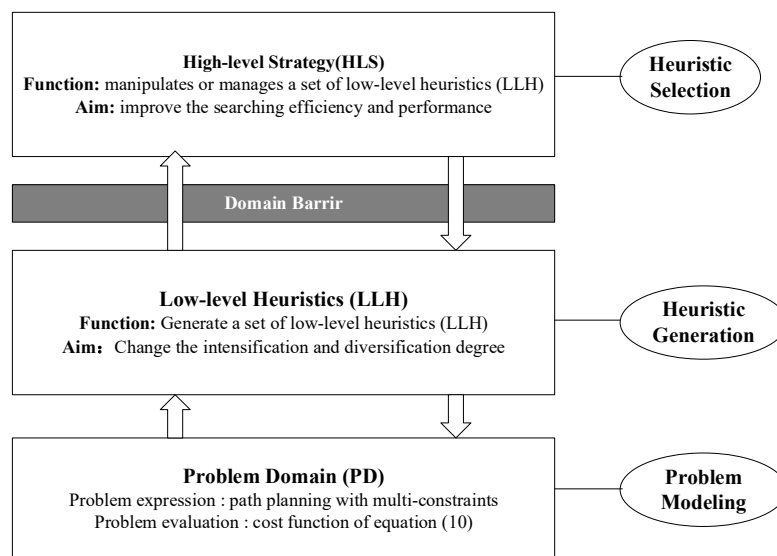 High-level Strategy(HLS)
Function: manipulates or manages a set of low-level heuristics (LLH)
Aim: improve the searching efficiency and performance
Heuristic
Selection
Domain Barrir
Low-level Heuristics (LLH)
Function: Generate a set of low-level heuristics (LLH)
Aim：Change the intensification and diversification degree
Heuristic
Generation
Problem Domain (PD)
Problem expression : path planning with multi-constraints
Problem evaluation : cost function of equation (10)
Problem
Modeling